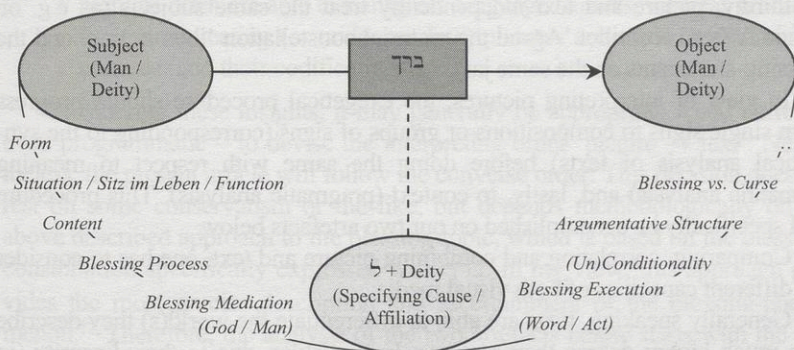 Subject
(Man /
Deity)
ברך
Object
(Man /
Deity)
Form
Situation / Sitz im Leben / Function
Blessing vs. Curse
Content
Argumentative Structure
Blessing Process
ל + Deity
(Un)Conditionality
(Specifying Cause /
Affiliation)
Blessing Mediation
(God / Man)
Blessing Execution
(Word / Act)